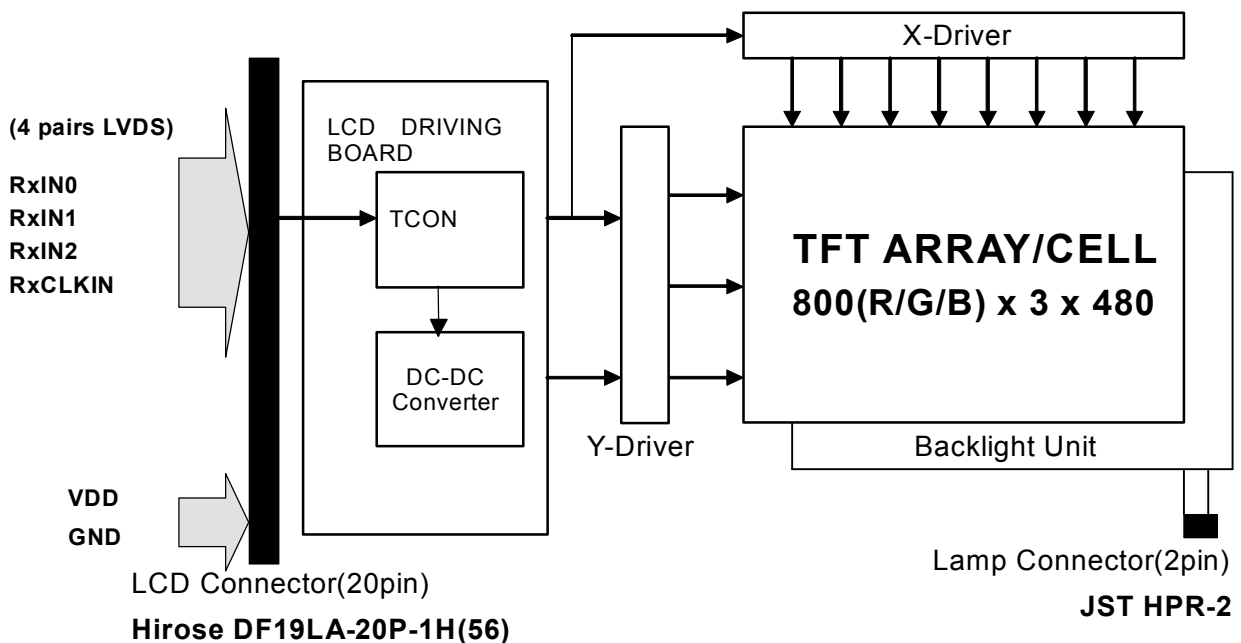 X-Driver
(4 pairs LVDS)
RxIN0
RxIN1
RxIN2
RxCLKIN
LCD DRIVING
BOARD
TCON
DC-DC
Converter
Y-Driver
TFT ARRAY/CELL
800(R/G/B) x 3 x 480
Backlight Unit
VDD
GND
LCD Connector(20pin)
Hirose DF19LA-20P-1H(56)
Lamp Connector(2pin)
JST HPR-2